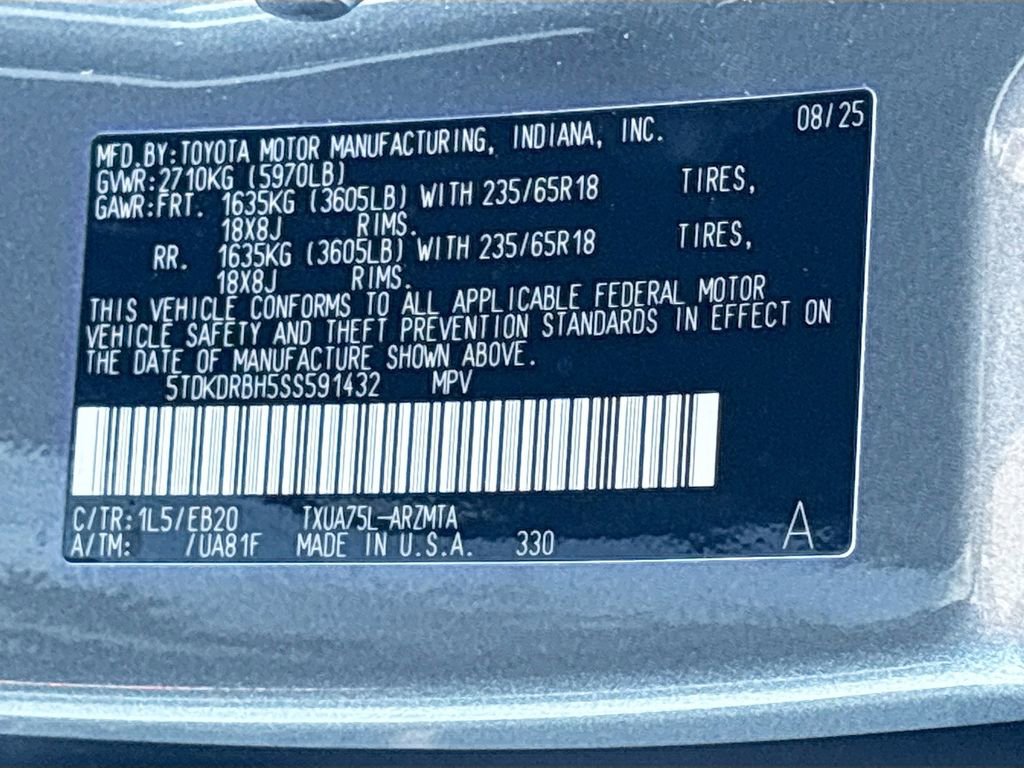 08/25
MFD.BY:TOYOTA MOTOR MANUFACTURING, INDIANA, INC.
GVWR:2710KG (5970LB)
GAWR:FRT. 1635KG (3605LB) WITH 235/65R18 TIRES,
18X8J RIMS.
RR. 1635KG (3605LB) WITH 235/65R18 TIRES,
18X8J RIMS.
THIS VEHICLE CONFORMS TO ALL APPLICABLE FEDERAL MOTOR
VEHICLE SAFETY AND THEFT PREVENTION STANDARDS IN EFFECT ON
THE DATE OF MANUFACTURE SHOWN ABOVE.
5TDKDRBH5SS591432 MPV
C/TR:1L5/EB20 TXUA75L-ARZMTA
A/TM: /UA81F MADE IN U.S.A. 330
A